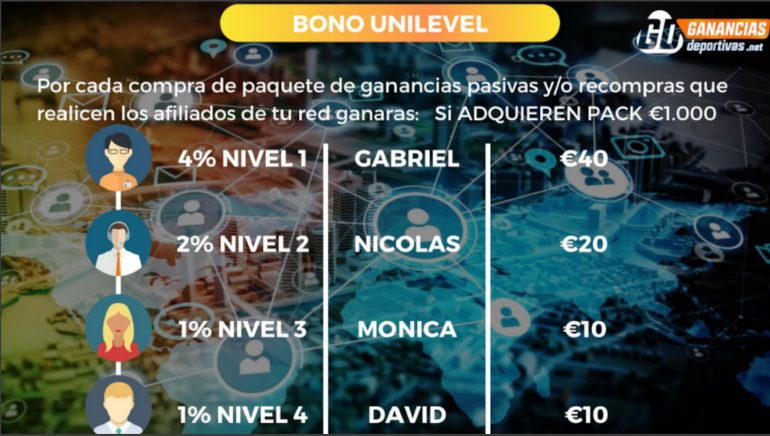 BONO UNILEVEL
GD GANANCIAS
deportivas.net
Por cada compra de paquete de ganancias pasivas y/o recompras que
realicen los afiliados de tu red ganaras: Si ADQUIEREN PACK €1.000
4% NIVEL 1 GABRIEL €40
2% NIVEL 2 NICOLAS €20
1% NIVEL 3 MONICA €10
1% NIVEL 4 DAVID €10